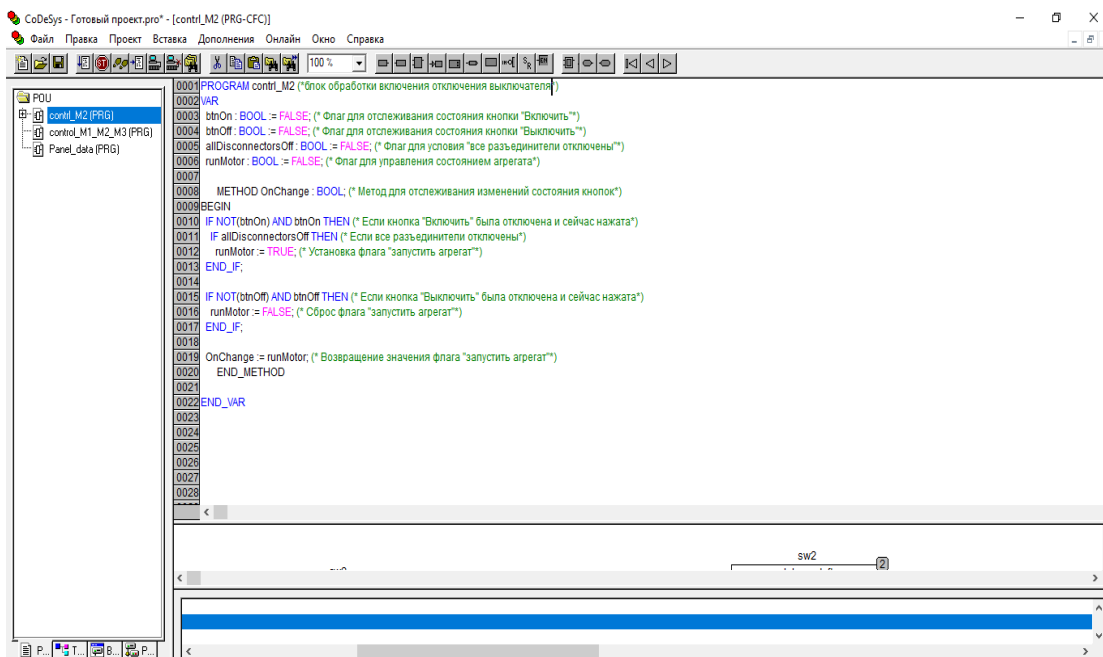 CoDeSys - Готовый проект.pro* - [contrl_M2 (PRG-CFC)]
Файл Правка Проект Вставка Дополнения Онлайн Окно Справка
100 %
POU
contrl_M2 (PRG)
control_M1_M2_M3 (PRG)
Panel_data (PRG)
0001 PROGRAM contrl_M2 (*блок обработки включения отключения выключателя*)
0002 VAR
0003 btnOn : BOOL := FALSE; (* Флаг для отслеживания состояния кнопки "Включить"*)
0004 btnOff : BOOL := FALSE; (* Флаг для отслеживания состояния кнопки "Выключить"*)
0005 allDisconnectorsOff : BOOL := FALSE; (* Флаг для условия "все разъединители отключены"*)
0006 runMotor : BOOL := FALSE; (* Флаг для управления состоянием агрегата*)
0007
0008 METHOD OnChange : BOOL; (* Метод для отслеживания изменений состояния кнопок*)
0009 BEGIN
0010 IF NOT(btnOn) AND btnOn THEN (* Если кнопка "Включить" была отключена и сейчас нажата*)
0011 IF allDisconnectorsOff THEN (* Если все разъединители отключены*)
0012 runMotor := TRUE; (* Установка флага "запустить агрегат"*)
0013 END_IF;
0014
0015 IF NOT(btnOff) AND btnOff THEN (* Если кнопка "Выключить" была отключена и сейчас нажата*)
0016 runMotor := FALSE; (* Сброс флага "запустить агрегат"*)
0017 END_IF;
0018
0019 OnChange := runMotor; (* Возвращение значения флага "запустить агрегат"*)
0020 END_METHOD
0021
0022 END_VAR
0023
0024
0025
0026
0027
0028
sw2
2
P... T... В... Р...